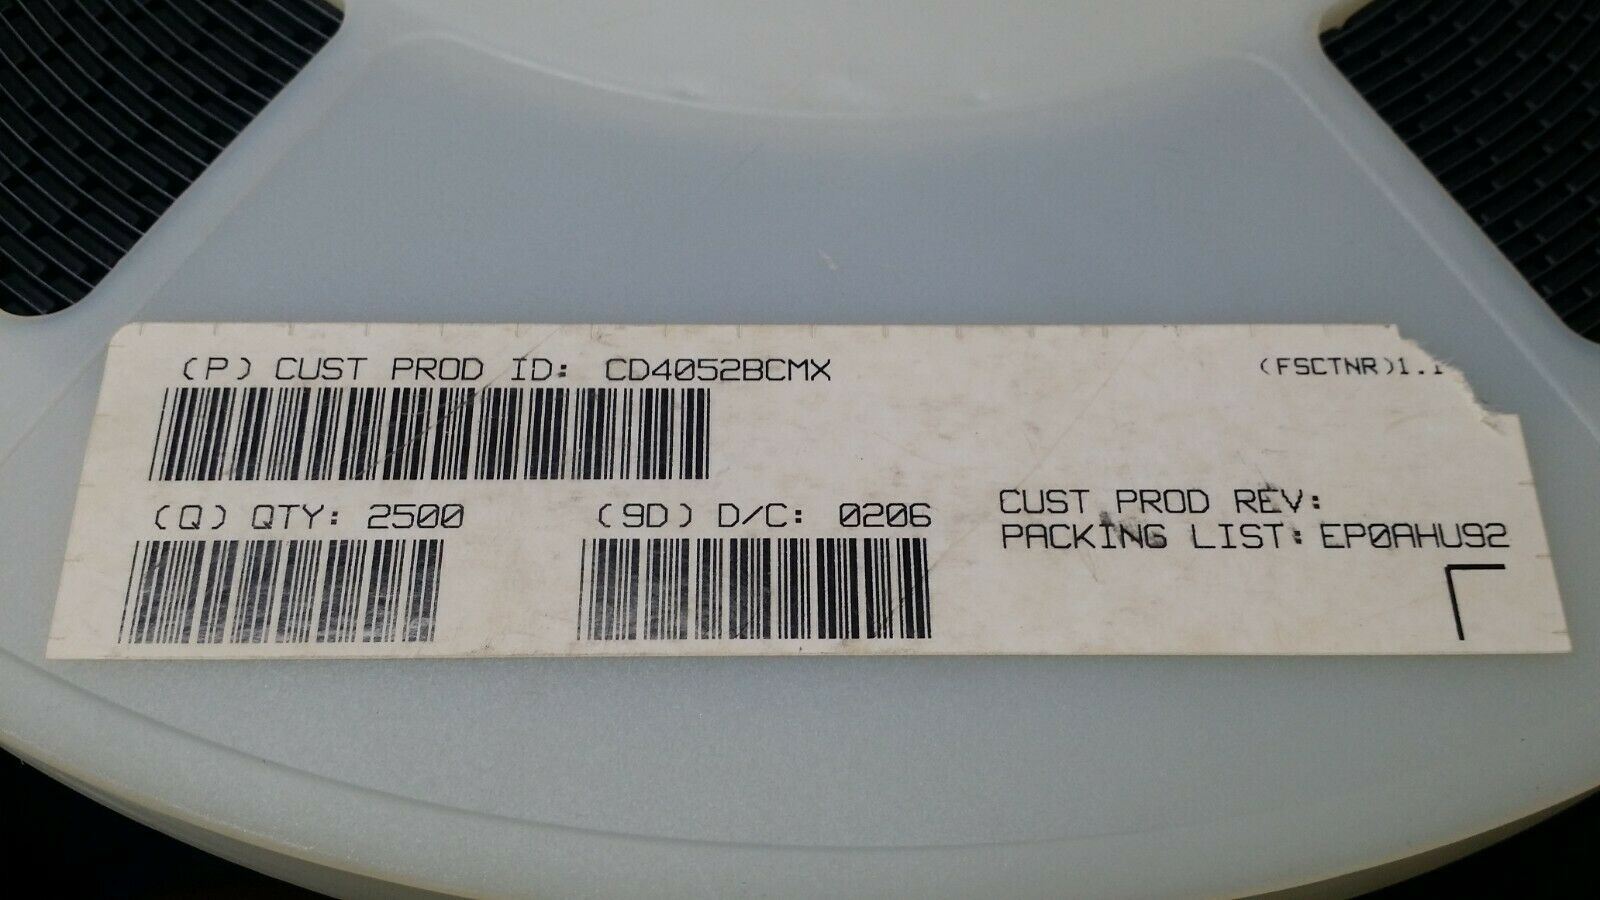 (P) CUST PROD ID: CD4052BCMX
(FSCTNR)1.1
(Q) QTY: 2500
(9D) D/C: 0206
CUST PROD REV:
PACKING LIST: EP0AHU92